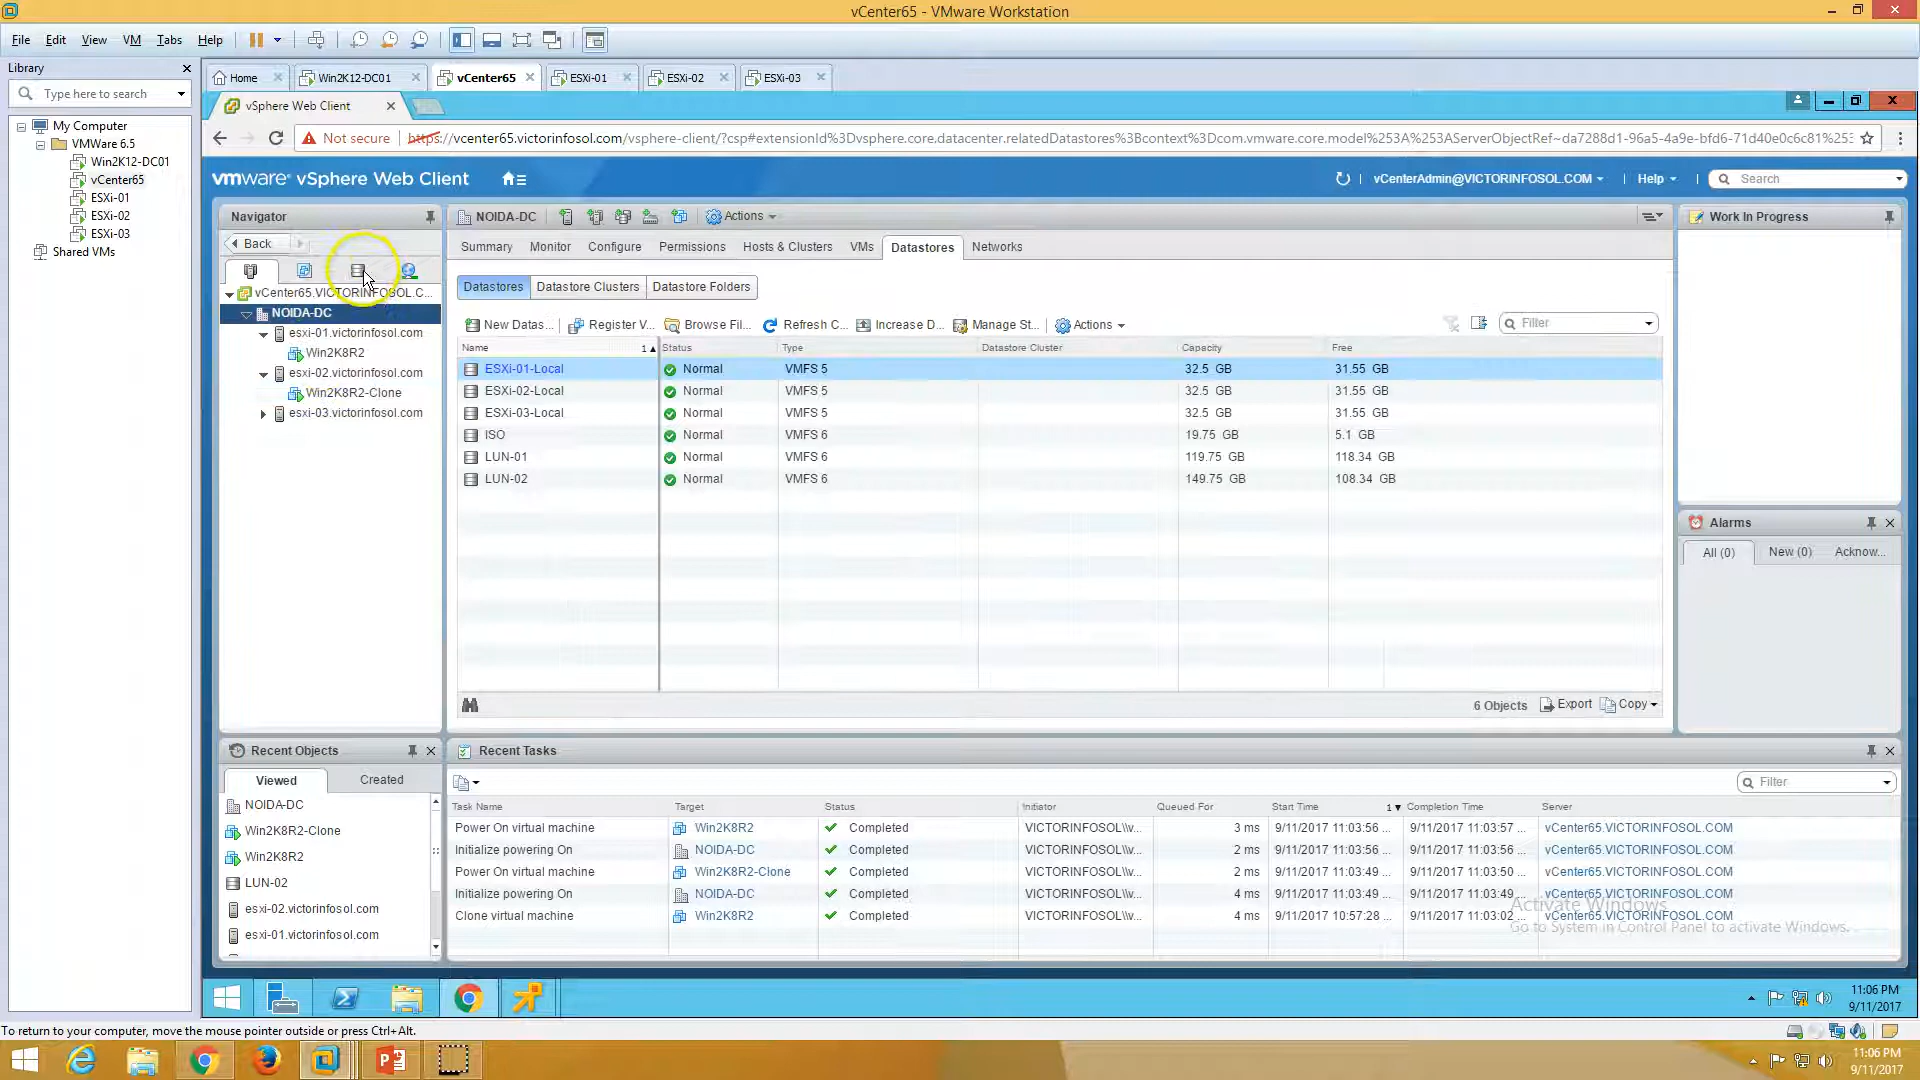 vCenter65 - VMware Workstation
File Edit View VM Tabs Help
Library
Type here to search
My Computer
VMWare 6.5
Win2K12-DC01
vCenter65
ESXi-01
ESXi-02
ESXi-03
Shared VMs
Home Win2K12-DC01 vCenter65 ESXi-01 ESXi-02 ESXi-03
vSphere Web Client
Not secure https://vcenter65.victorinfosol.com/vsphere-client/?csp#extensionId%3Dvsphere.core.datacenter.relatedDatastores%3Bcontext%3Dcom.vmware.core.model%253A%253AServerObjectRef~da7288d1-96a5-4a9e-bfd6-71d40e0c6c81%253
vmware® vSphere Web Client
vCenterAdmin@VICTORINFOSOL.COM Help Search
Navigator
Back
vCenter65.VICTORINFOSOL.C...
NOIDA-DC
esxi-01.victorinfosol.com
Win2K8R2
esxi-02.victorinfosol.com
Win2K8R2-Clone
esxi-03.victorinfosol.com
NOIDA-DC Actions
Summary Monitor Configure Permissions Hosts & Clusters VMs Datastores Networks
Datastores Datastore Clusters Datastore Folders
New Datas... Register V... Browse Fil... Refresh C... Increase D... Manage St... Actions Filter
Name 1 Status Type Datastore Cluster Capacity Free
ESXi-01-Local Normal VMFS 5 32.5 GB 31.55 GB
ESXi-02-Local Normal VMFS 5 32.5 GB 31.55 GB
ESXi-03-Local Normal VMFS 5 32.5 GB 31.55 GB
ISO Normal VMFS 6 19.75 GB 5.1 GB
LUN-01 Normal VMFS 6 119.75 GB 118.34 GB
LUN-02 Normal VMFS 6 149.75 GB 108.34 GB
6 Objects Export Copy
Work In Progress
Alarms
All (0) New (0) Acknow...
Recent Objects
Viewed Created
NOIDA-DC
Win2K8R2-Clone
Win2K8R2
LUN-02
esxi-02.victorinfosol.com
esxi-01.victorinfosol.com
Recent Tasks
Filter
Task Name Target Status Initiator Queued For Start Time 1 Completion Time Server
Power On virtual machine Win2K8R2 Completed VICTORINFOSOL\\v... 3 ms 9/11/2017 11:03:56 ... 9/11/2017 11:03:57 ... vCenter65.VICTORINFOSOL.COM
Initialize powering On NOIDA-DC Completed VICTORINFOSOL\\v... 2 ms 9/11/2017 11:03:56 ... 9/11/2017 11:03:56 ... vCenter65.VICTORINFOSOL.COM
Power On virtual machine Win2K8R2-Clone Completed VICTORINFOSOL\\v... 2 ms 9/11/2017 11:03:49 ... 9/11/2017 11:03:50 ... vCenter65.VICTORINFOSOL.COM
Initialize powering On NOIDA-DC Completed VICTORINFOSOL\\v... 4 ms 9/11/2017 11:03:49 ... 9/11/2017 11:03:49 ... vCenter65.VICTORINFOSOL.COM
Clone virtual machine Win2K8R2 Completed VICTORINFOSOL\\v... 4 ms 9/11/2017 10:57:28 ... 9/11/2017 11:03:02 ... vCenter65.VICTORINFOSOL.COM
Activate Windows
Go to System in Control Panel to activate Windows.
11:06 PM
9/11/2017
To return to your computer, move the mouse pointer outside or press Ctrl+Alt.
11:06 PM
9/11/2017